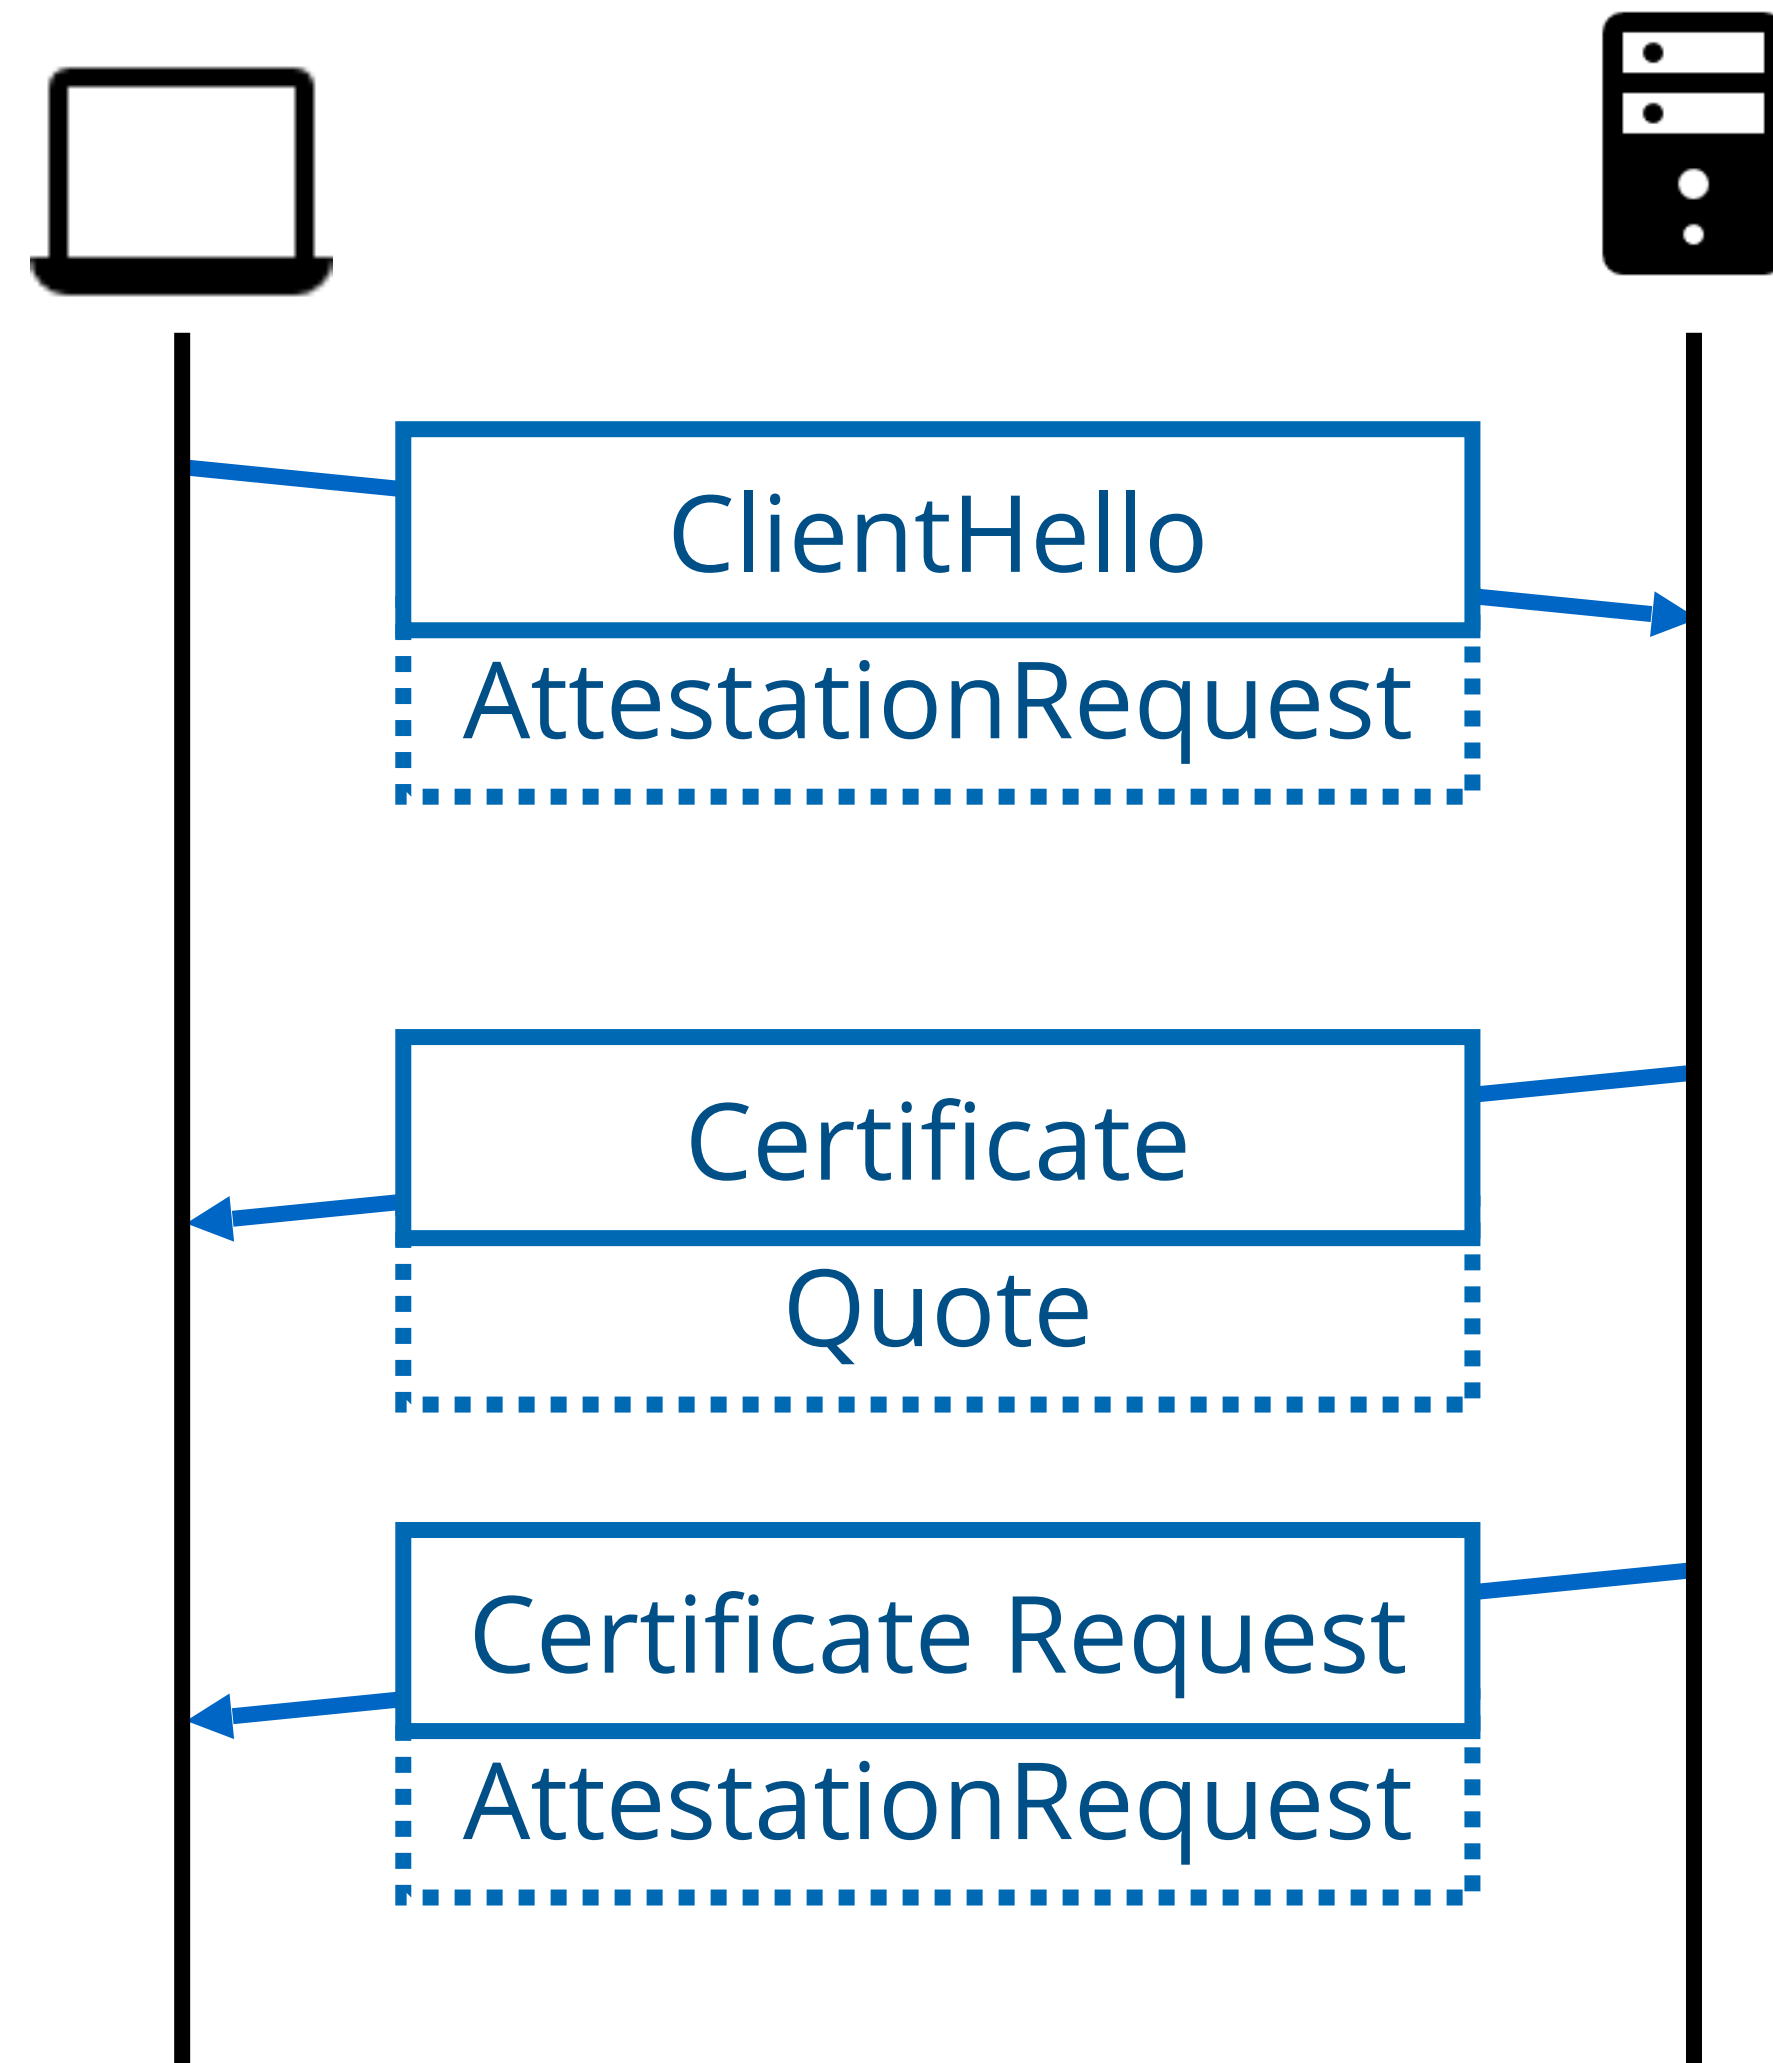 ClientHello
AttestationRequest
Certificate
Quote
Certificate Request
AttestationRequest